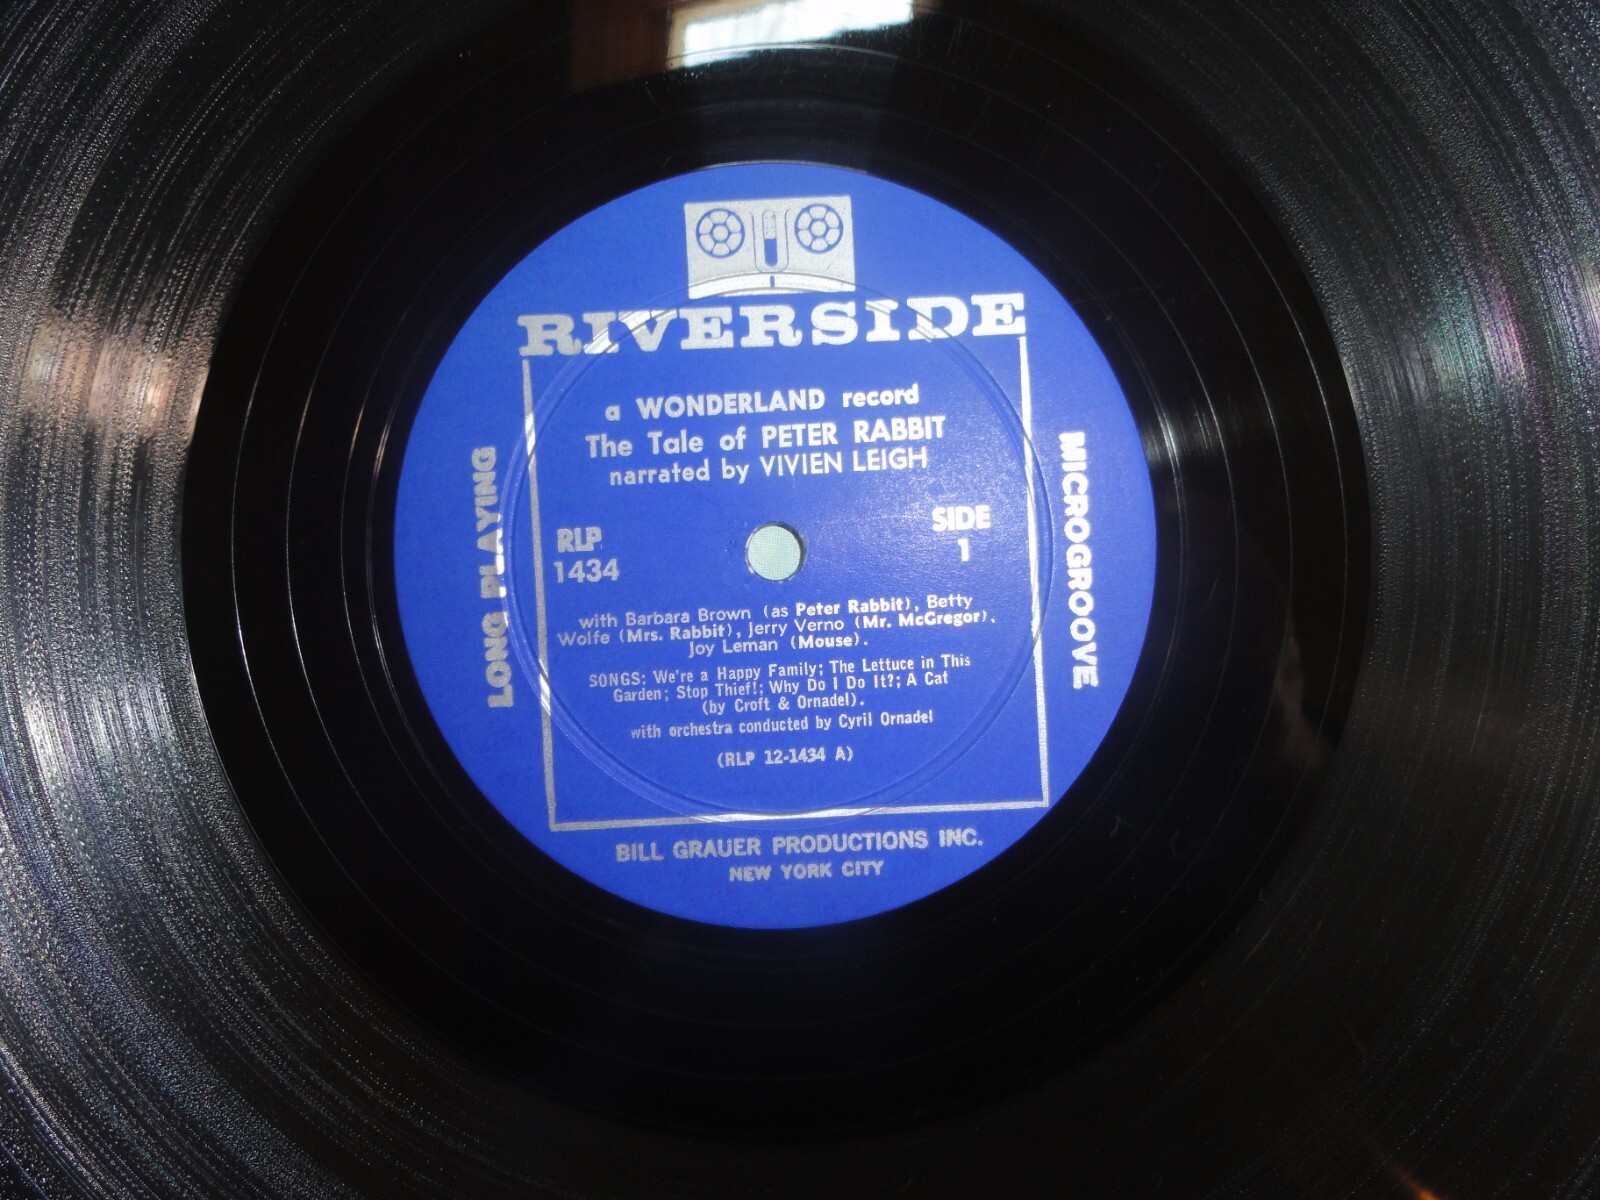 RIVERSIDE
a WONDERLAND record
The Tale of PETER RABBIT
narrated by VIVIEN LEIGH
LONG PLAYING
MICROGROOVE
RLP
1434
SIDE
1
with Barbara Brown (as Peter Rabbit), Betty
Wolfe (Mrs. Rabbit), Jerry Verno (Mr. McGregor),
Joy Leman (Mouse).
SONGS: We're a Happy Family; The Lettuce in This
Garden; Stop Thief!; Why Do I Do It?; A Cat
(by Croft & Ornadel).
with orchestra conducted by Cyril Ornadel
(RLP 12-1434 A)
BILL GRAUER PRODUCTIONS INC.
NEW YORK CITY